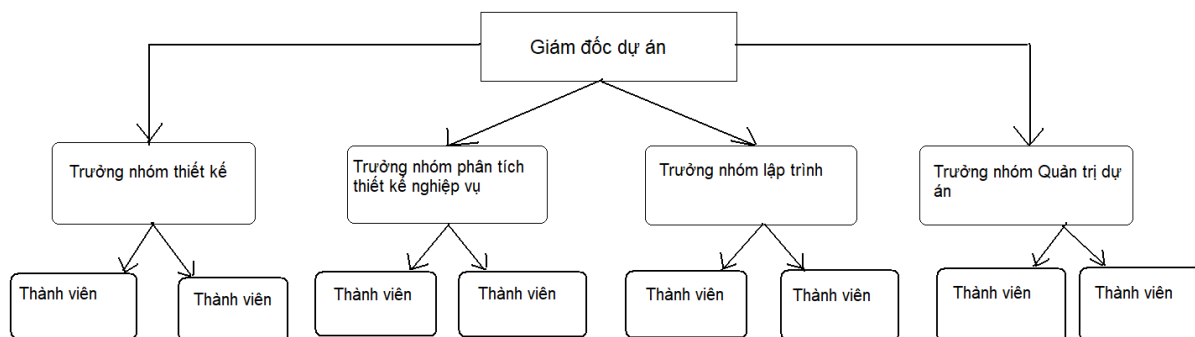 Giám đốc dự án
Trưởng nhóm thiết kế
Trưởng nhóm phân tích
thiết kế nghiệp vụ
Trưởng nhóm lập trình
Trưởng nhóm Quản trị dự
án
Thành viên
Thành viên
Thành viên
Thành viên
Thành viên
Thành viên
Thành viên
Thành viên